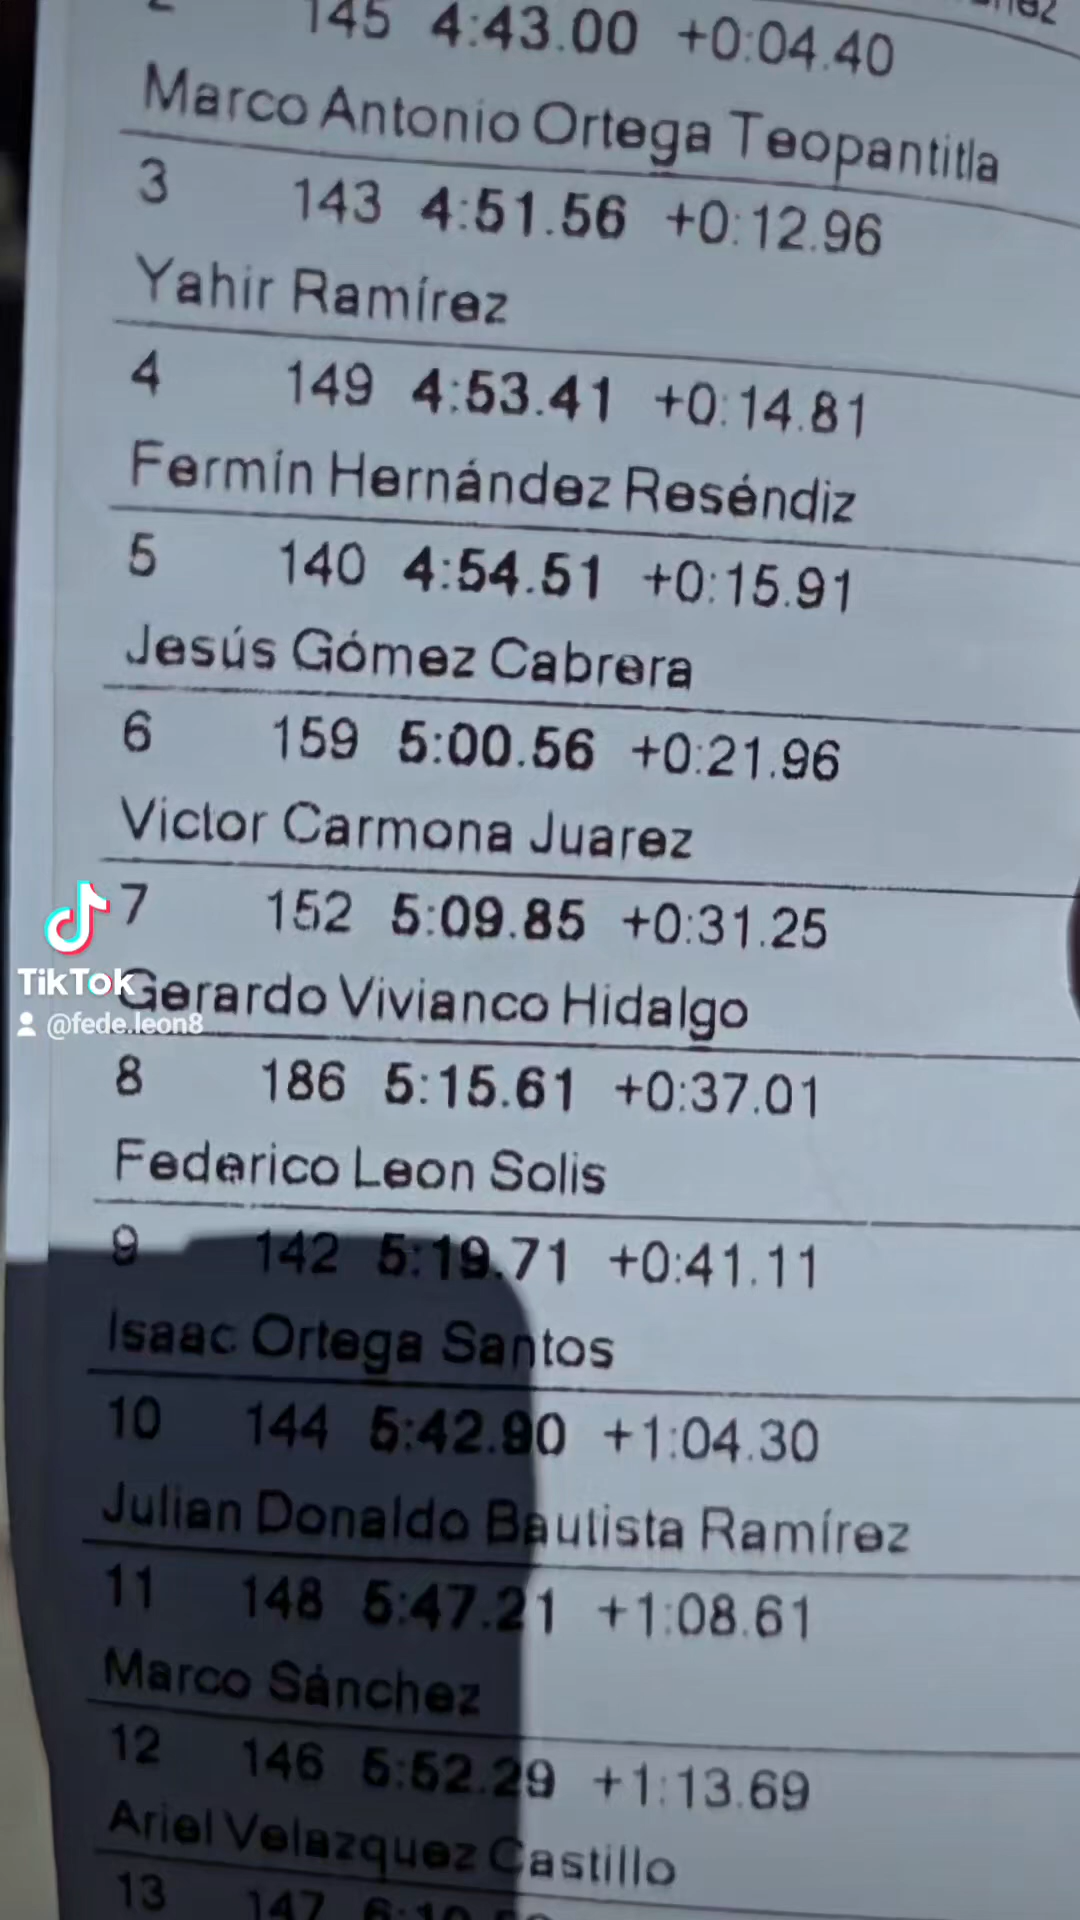 145 4:43.00 +0:04.40
Marco Antonio Ortega Teopantitla
3 143 4:51.56 +0:12.96
Yahir Ramírez
4 149 4:53.41 +0:14.81
Fermín Hernández Reséndiz
5 140 4:54.51 +0:15.91
Jesús Gómez Cabrera
6 159 5:00.56 +0:21.96
Victor Carmona Juarez
7 152 5:09.85 +0:31.25
TikTok
Gerardo Vivianco Hidalgo
@fede.leon8
8 186 5:15.61 +0:37.01
Federico Leon Solis
9 142 5:19.71 +0:41.11
Isaac Ortega Santos
10 144 5:42.90 +1:04.30
Julian Donaldo Bautista Ramírez
11 148 5:47.21 +1:08.61
Marco Sánchez
12 146 5:52.29 +1:13.69
Ariel Velazquez Castillo
13 147